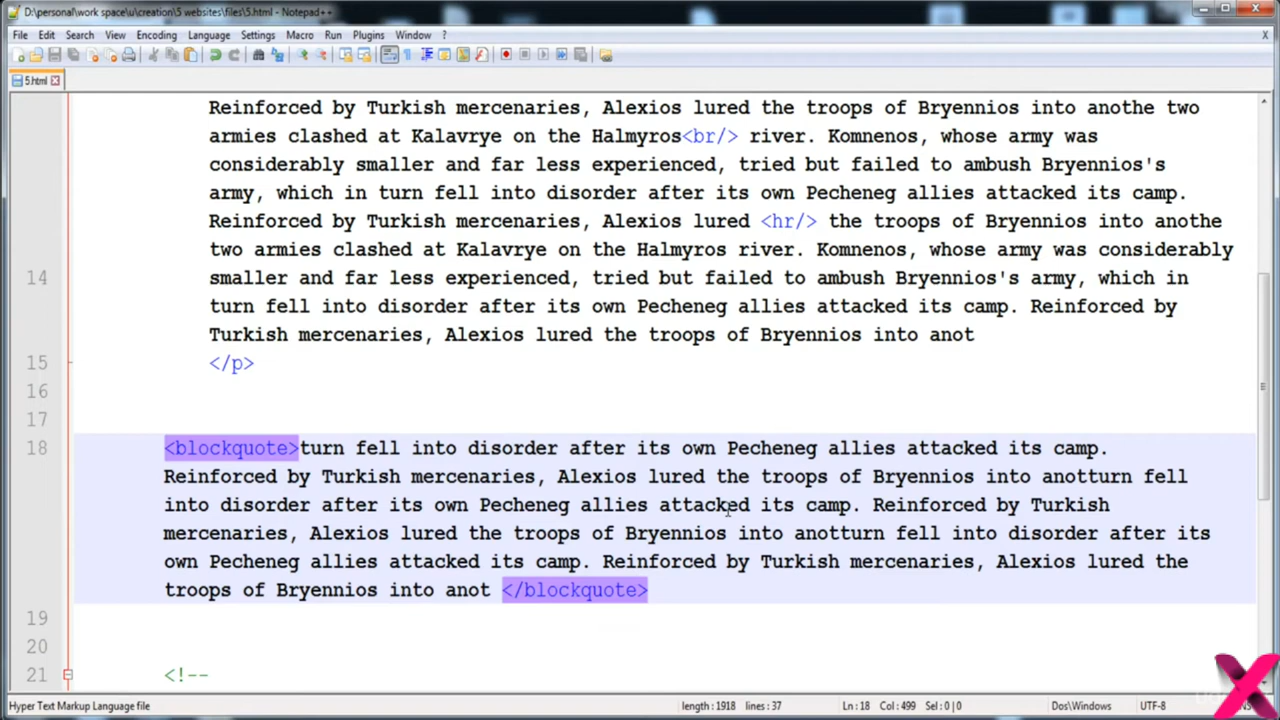 D:\personal\work space\u\creation\5 websites\files\5.html - Notepad++
File Edit Search View Encoding Language Settings Macro Run Plugins Window ? X
5.html
Reinforced by Turkish mercenaries, Alexios lured the troops of Bryennios into anothe two
armies clashed at Kalavrye on the Halmyros<br/> river. Komnenos, whose army was
considerably smaller and far less experienced, tried but failed to ambush Bryennios's
army, which in turn fell into disorder after its own Pecheneg allies attacked its camp.
Reinforced by Turkish mercenaries, Alexios lured <hr/> the troops of Bryennios into anothe
two armies clashed at Kalavrye on the Halmyros river. Komnenos, whose army was considerably
14 smaller and far less experienced, tried but failed to ambush Bryennios's army, which in
turn fell into disorder after its own Pecheneg allies attacked its camp. Reinforced by
Turkish mercenaries, Alexios lured the troops of Bryennios into anot
15 </p>
16
17
18 <blockquote>turn fell into disorder after its own Pecheneg allies attacked its camp.
Reinforced by Turkish mercenaries, Alexios lured the troops of Bryennios into anotturn fell
into disorder after its own Pecheneg allies attacked its camp. Reinforced by Turkish
mercenaries, Alexios lured the troops of Bryennios into anotturn fell into disorder after its
own Pecheneg allies attacked its camp. Reinforced by Turkish mercenaries, Alexios lured the
troops of Bryennios into anot </blockquote>
19
20
21 <!--
Hyper Text Markup Language file length : 1918 lines : 37 Ln : 18 Col : 499 Sel : 0 | 0 Dos\Windows UTF-8